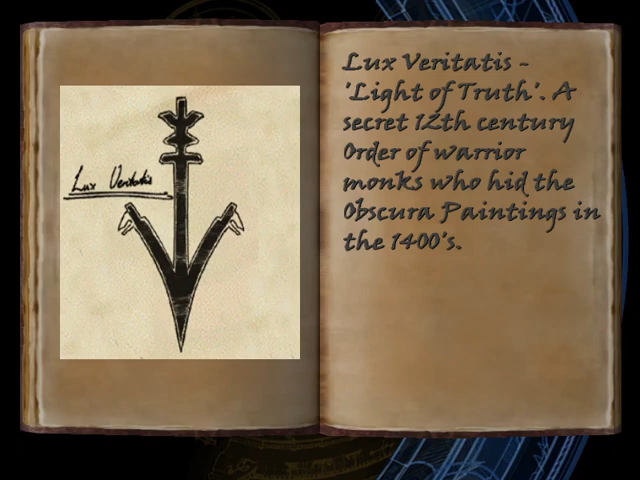 Lux Veritatis
Lux Veritatis -
'Light of Truth'. A
secret 12th century
Order of warrior
monks who hid the
Obscura Paintings in
the 1400's.